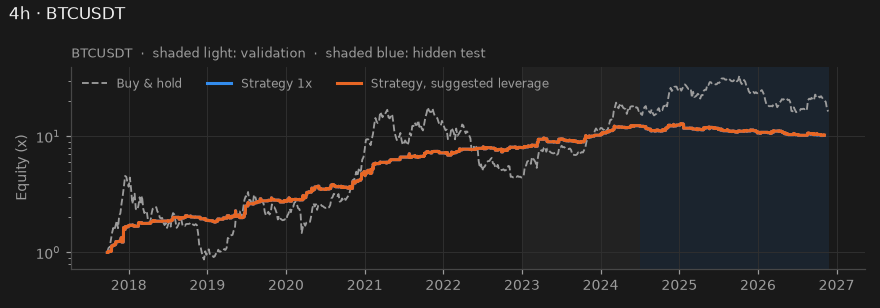 4h · BTCUSDT
BTCUSDT · shaded light: validation · shaded blue: hidden test
Buy & hold Strategy 1x Strategy, suggested leverage
Equity (x)
10¹
10⁰
2018 2019 2020 2021 2022 2023 2024 2025 2026 2027